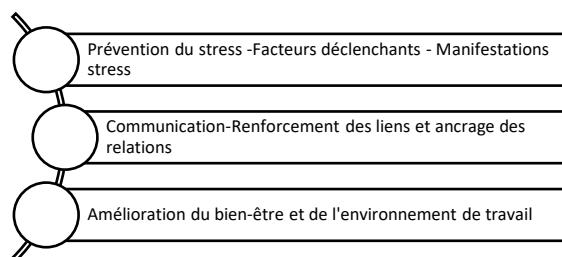 Prévention du stress -Facteurs déclenchants - Manifestations
stress
Communication-Renforcement des liens et ancrage des
relations
Amélioration du bien-être et de l'environnement de travail